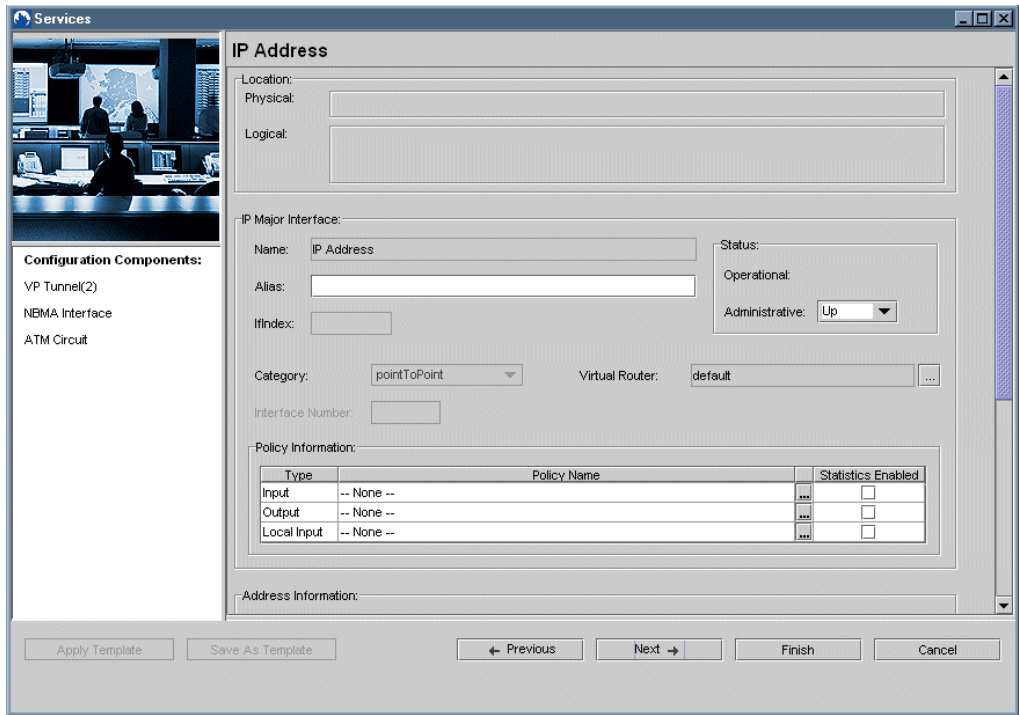 Services
IP Address
Location:
Physical:
Logical:
IP Major Interface:
Name: IP Address
Alias:
IfIndex:
Status:
Operational:
Administrative: Up
Category: pointToPoint Virtual Router: default ...
Interface Number:
Policy Information:
Type Policy Name Statistics Enabled
Input -- None -- ...
Output -- None -- ...
Local Input -- None -- ...
Address Information:
Configuration Components:
VP Tunnel(2)
NBMA Interface
ATM Circuit
Apply Template Save As Template Previous Next Finish Cancel